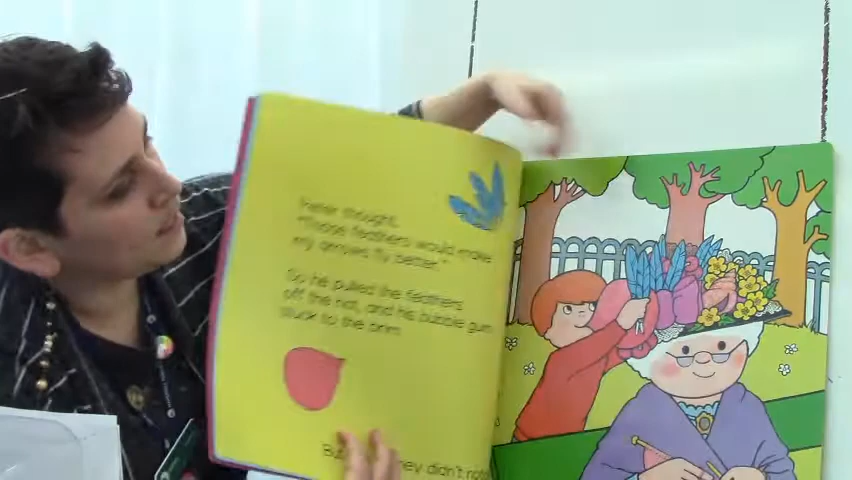 Peter thought,
"Those feathers would make
my arrows fly better."
So he pulled the feathers
off the hat, and his bubble gum
stuck to the brim.
But they didn't